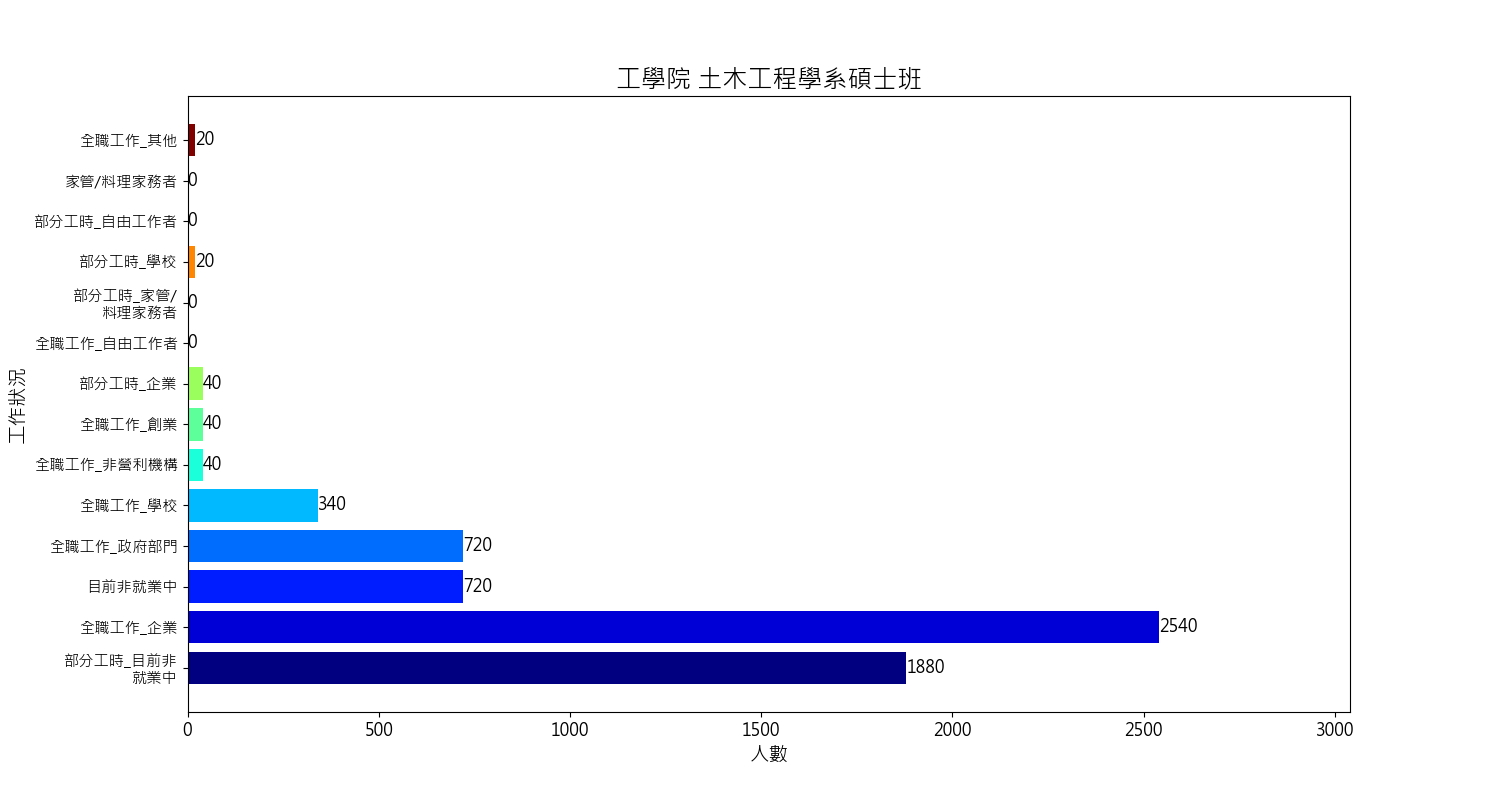 工學院 土木工程學系碩士班
全職工作_其他
20
家管/料理家務者
0
部分工時_自由工作者
0
部分工時_學校
20
部分工時_家管/
料理家務者
0
全職工作_自由工作者
0
部分工時_企業
40
全職工作_創業
40
全職工作_非營利機構
40
全職工作_學校
340
全職工作_政府部門
720
目前非就業中
720
全職工作_企業
2540
部分工時_目前非
就業中
1880
工作狀況
0 500 1000 1500 2000 2500 3000
人數